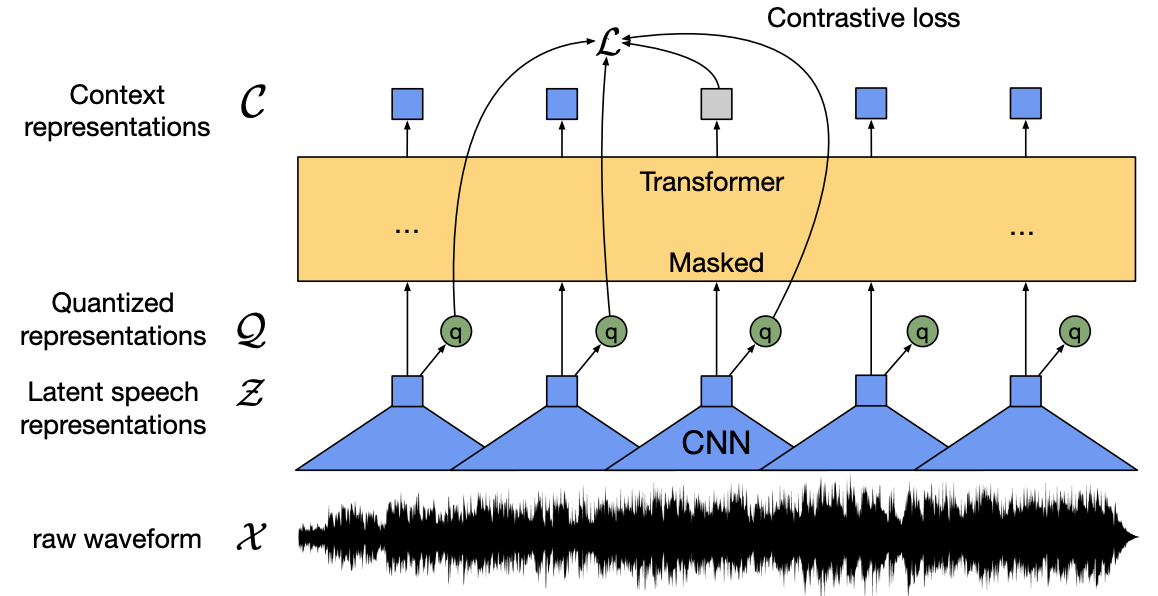 Contrastive loss
ℒ
Context
representations
𝒞
Transformer
...
...
Masked
Quantized
representations
𝒬
q
q
q
q
q
Latent speech
representations
𝒵
CNN
raw waveform
𝒳